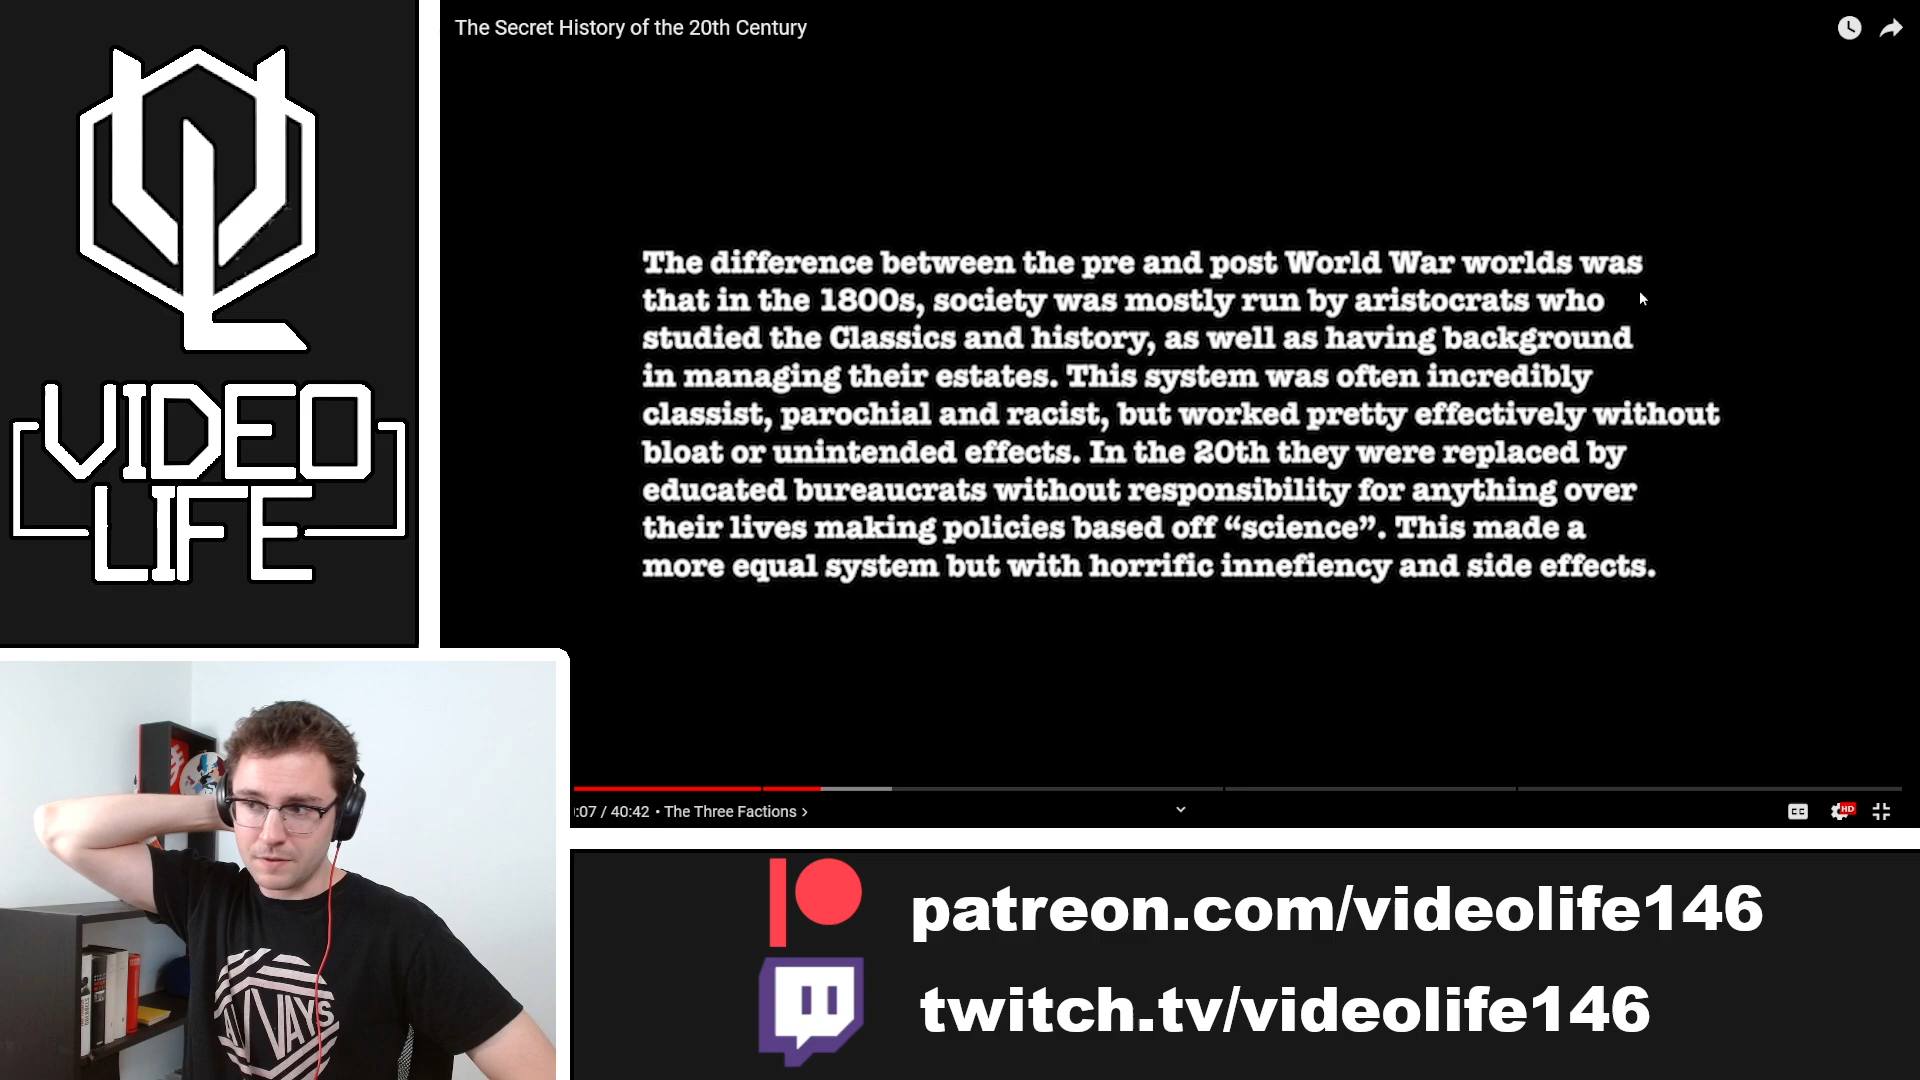 The Secret History of the 20th Century
VIDEO
LIFE
The difference between the pre and post World War worlds was
that in the 1800s, society was mostly run by aristocrats who
studied the Classics and history, as well as having background
in managing their estates. This system was often incredibly
classist, parochial and racist, but worked pretty effectively without
bloat or unintended effects. In the 20th they were replaced by
educated bureaucrats without responsibility for anything over
their lives making policies based off “science”. This made a
more equal system but with horrific innefiency and side effects.
:07 / 40:42 • The Three Factions >
CC
HD
patreon.com/videolife146
twitch.tv/videolife146